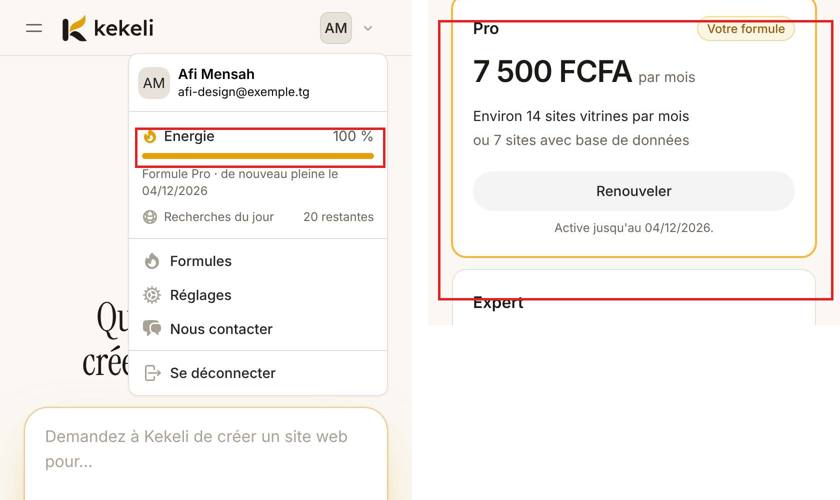 kekeli
AM
AM
Afi Mensah
afi-design@exemple.tg
Énergie
100 %
Formule Pro · de nouveau pleine le
04/12/2026
Recherches du jour
20 restantes
Formules
Réglages
Nous contacter
Se déconnecter
Qu
crée
Demandez à Kekeli de créer un site web
pour...
Pro
Votre formule
7 500 FCFA par mois
Environ 14 sites vitrines par mois
ou 7 sites avec base de données
Renouveler
Active jusqu'au 04/12/2026.
Expert